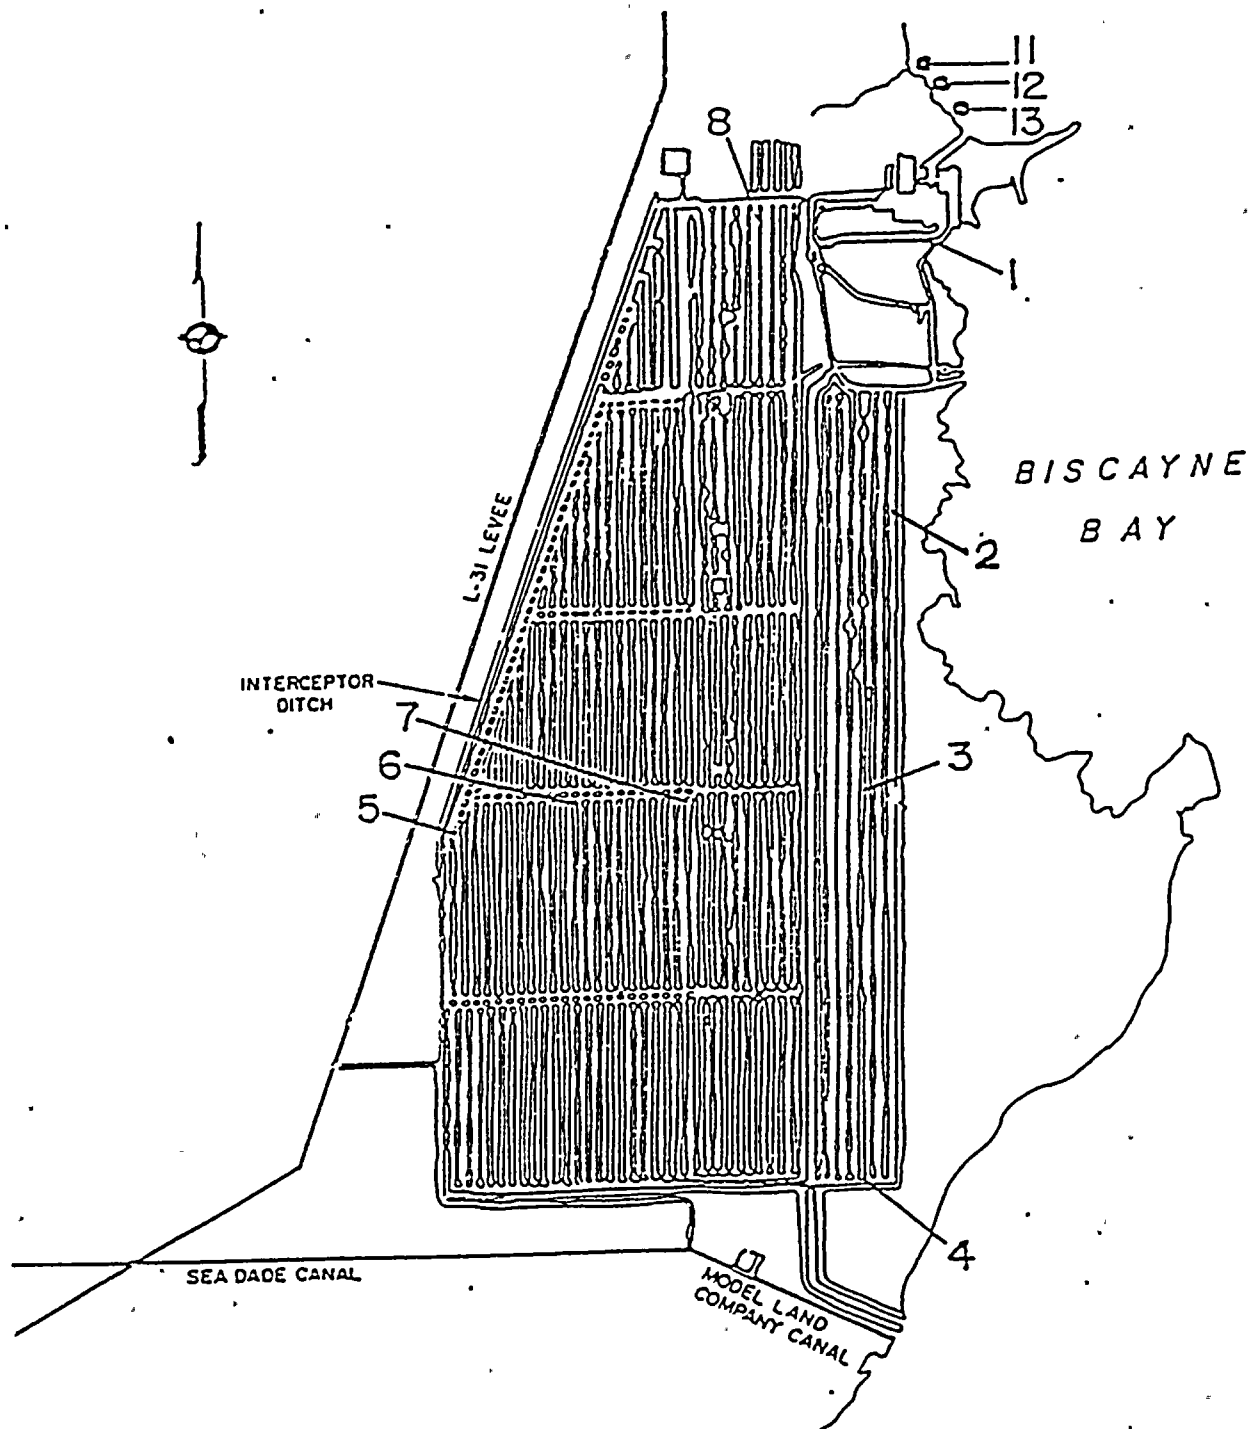 11
12
13
8
1
BISCAYNE
BAY
2
L-31 LEVEE
INTERCEPTOR
DITCH
7
6
5
3
4
SEA DADE CANAL
MODEL LAND
COMPANY CANAL